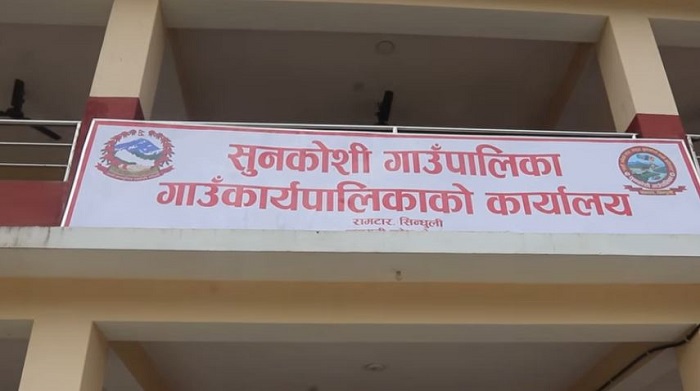 सुनकोशी गाउँपालिका
गाउँकार्यपालिकाको कार्यालय
रामटार, सिन्धुली